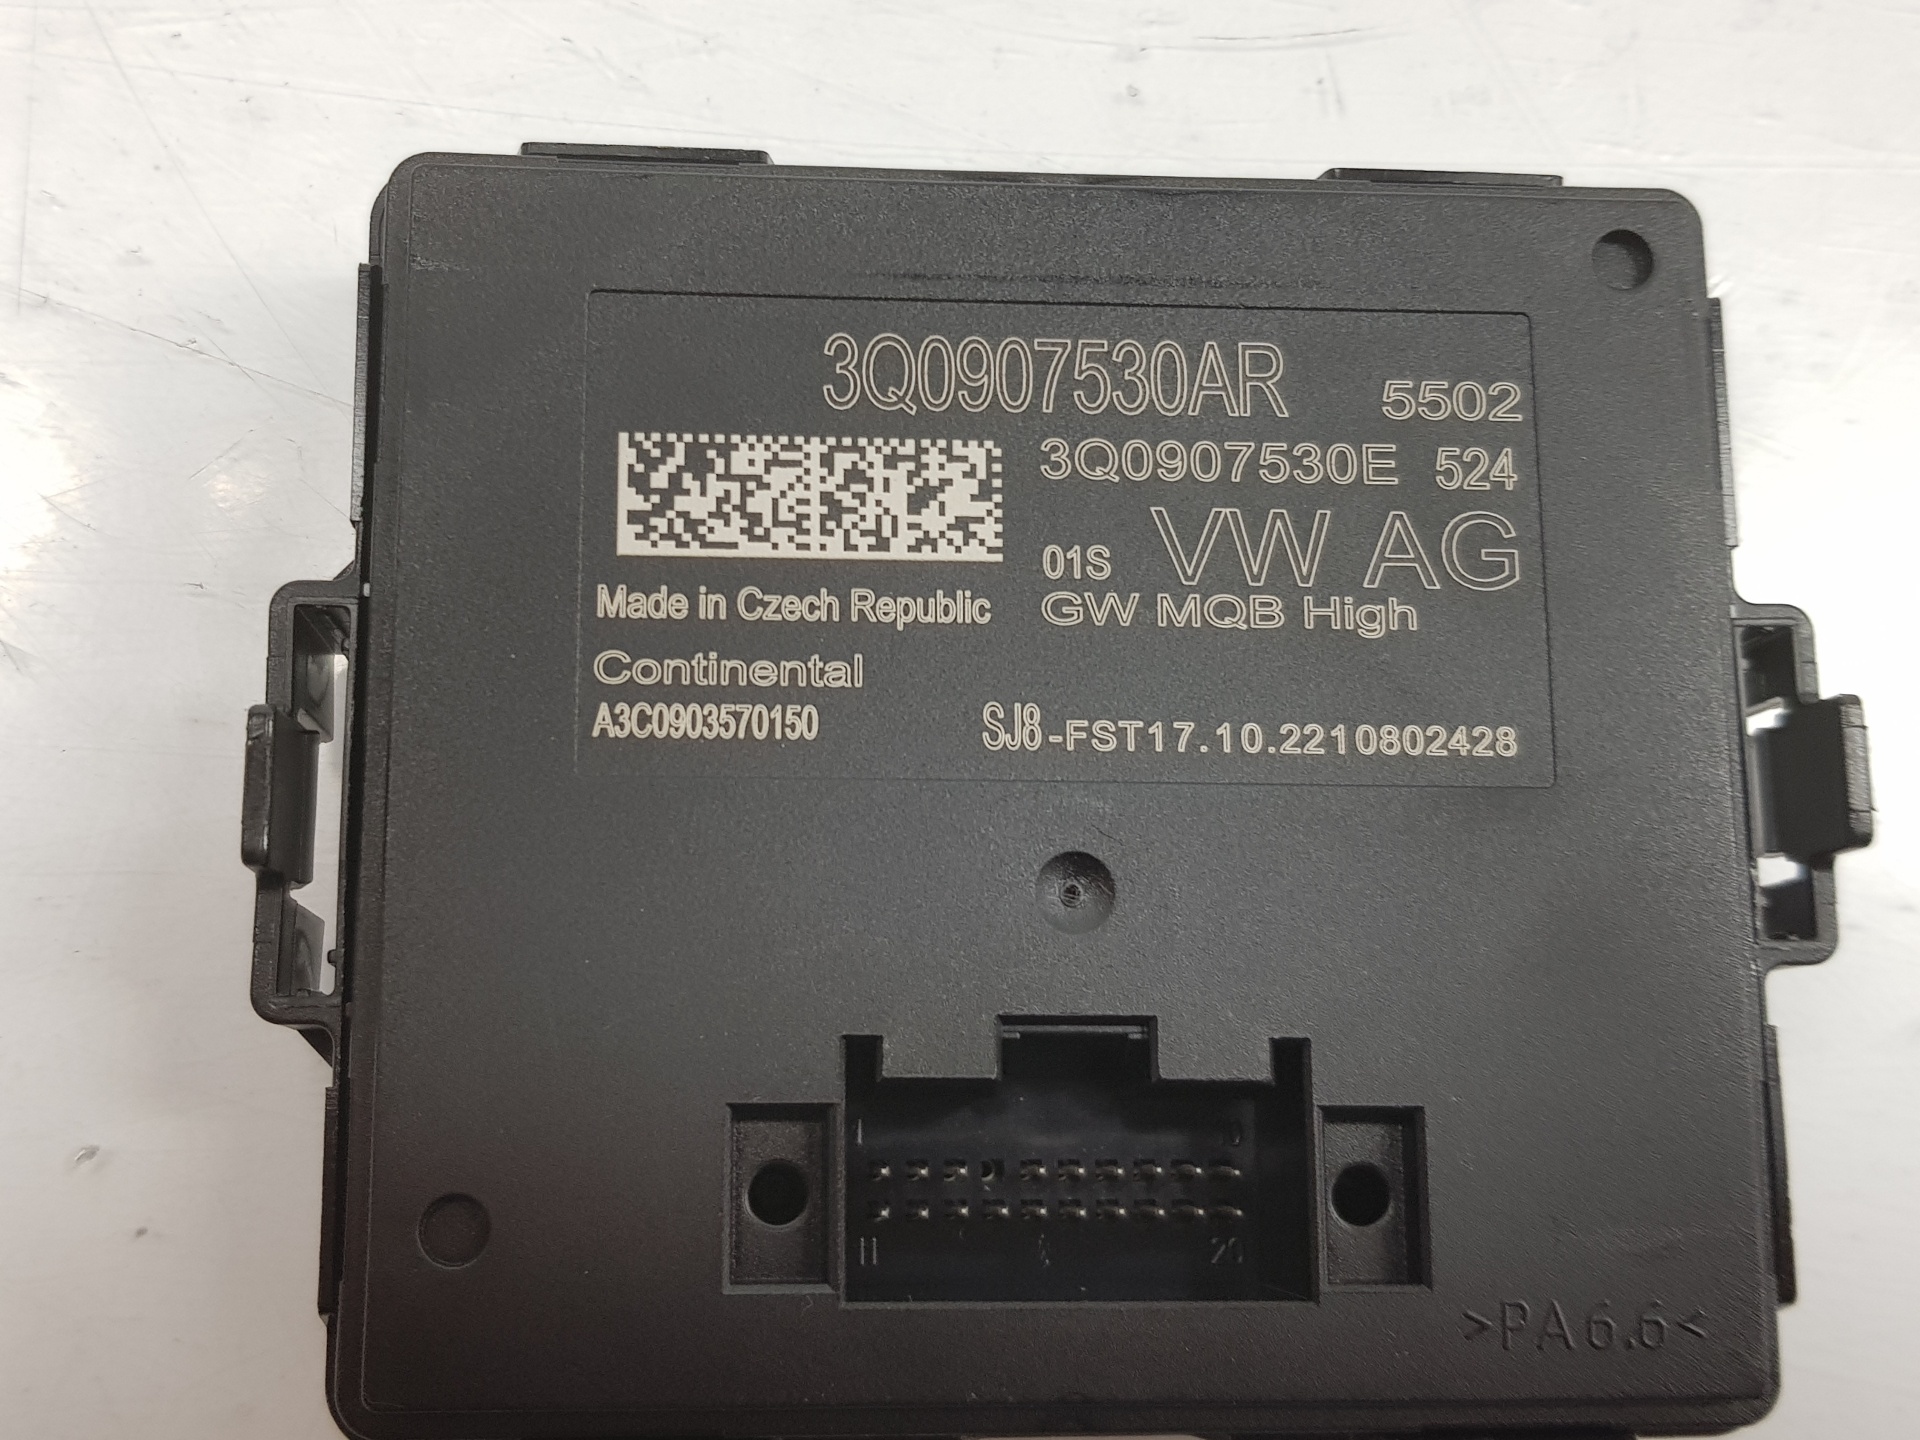 3Q0907530AR 5502
3Q0907530E 524
01S VW AG
Made in Czech Republic
GW MQB High
Continental
A3C0903570150
SJ8-FST17.10.2210802428
1 10
11 20
>PA6.6<